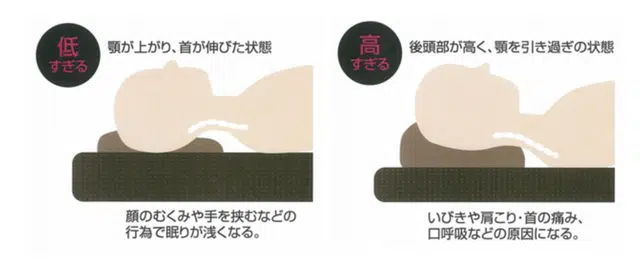 低
すぎる
顎が上がり、首が伸びた状態
顔のむくみや手を挟むなどの
行為で眠りが浅くなる。
高
すぎる
後頭部が高く、顎を引き過ぎの状態
いびきや肩こり・首の痛み、
口呼吸などの原因になる。